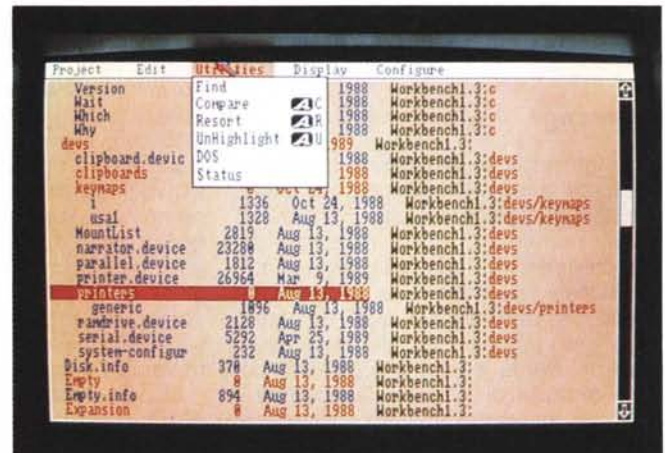 Project Edit Utilities Display Configure
Version 1988 Workbench1.3:c
Wait 1988 Workbench1.3:c
Which 1988 Workbench1.3:c
Why 1988 Workbench1.3:c
devs 989 Workbench1.3:
clipboard.devic 1988 Workbench1.3:devs
clipboards 1988 Workbench1.3:devs
keymaps 0 Oct 24, 1988 Workbench1.3:devs
i 1336 Oct 24, 1988 Workbench1.3:devs/keymaps
usa1 1328 Aug 13, 1988 Workbench1.3:devs/keymaps
MountList 2819 Aug 13, 1988 Workbench1.3:devs
narrator.device 23280 Aug 13, 1988 Workbench1.3:devs
parallel.device 1812 Aug 13, 1988 Workbench1.3:devs
printer.device 26964 Mar 9, 1989 Workbench1.3:devs
printers 0 Aug 13, 1988 Workbench1.3:devs
generic 1096 Aug 13, 1988 Workbench1.3:devs/printers
ramdrive.device 2128 Aug 13, 1988 Workbench1.3:devs
serial.device 5292 Apr 25, 1989 Workbench1.3:devs
system-configur 232 Aug 13, 1988 Workbench1.3:devs
Disk.info 370 Aug 13, 1988 Workbench1.3:
Empty 0 Aug 13, 1988 Workbench1.3:
Empty.info 894 Aug 13, 1988 Workbench1.3:
Expansion 0 Aug 13, 1988 Workbench1.3:
Find
Compare A C
Resort A R
UnHighlight A U
DOS
Status